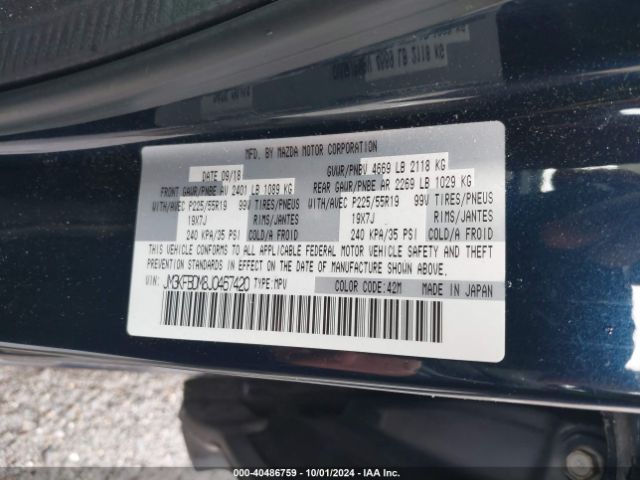 MFD. BY MAZDA MOTOR CORPORATION
DATE 09/18 GVWR/PNBV 4669 LB 2118 KG
FRONT GAWR/PNBE AV 2401 LB 1089 KG REAR GAWR/PNBE AR 2269 LB 1029 KG
WITH/AVEC P225/55R19 99V TIRES/PNEUS WITH/AVEC P225/55R19 99V TIRES/PNEUS
19X7J RIMS/JANTES 19X7J RIMS/JANTES
240 KPA/35 PSI COLD/A FROID 240 KPA/35 PSI COLD/A FROID
THIS VEHICLE CONFORMS TO ALL APPLICABLE FEDERAL MOTOR VEHICLE SAFETY AND THEFT
PREVENTION STANDARDS IN EFFECT ON THE DATE OF MANUFACTURE SHOWN ABOVE.
VIN: JM3KFBDM8J0457420 TYPE:MPV COLOR CODE:42M MADE IN JAPAN
000-40486759 - 10/01/2024 - IAA Inc.